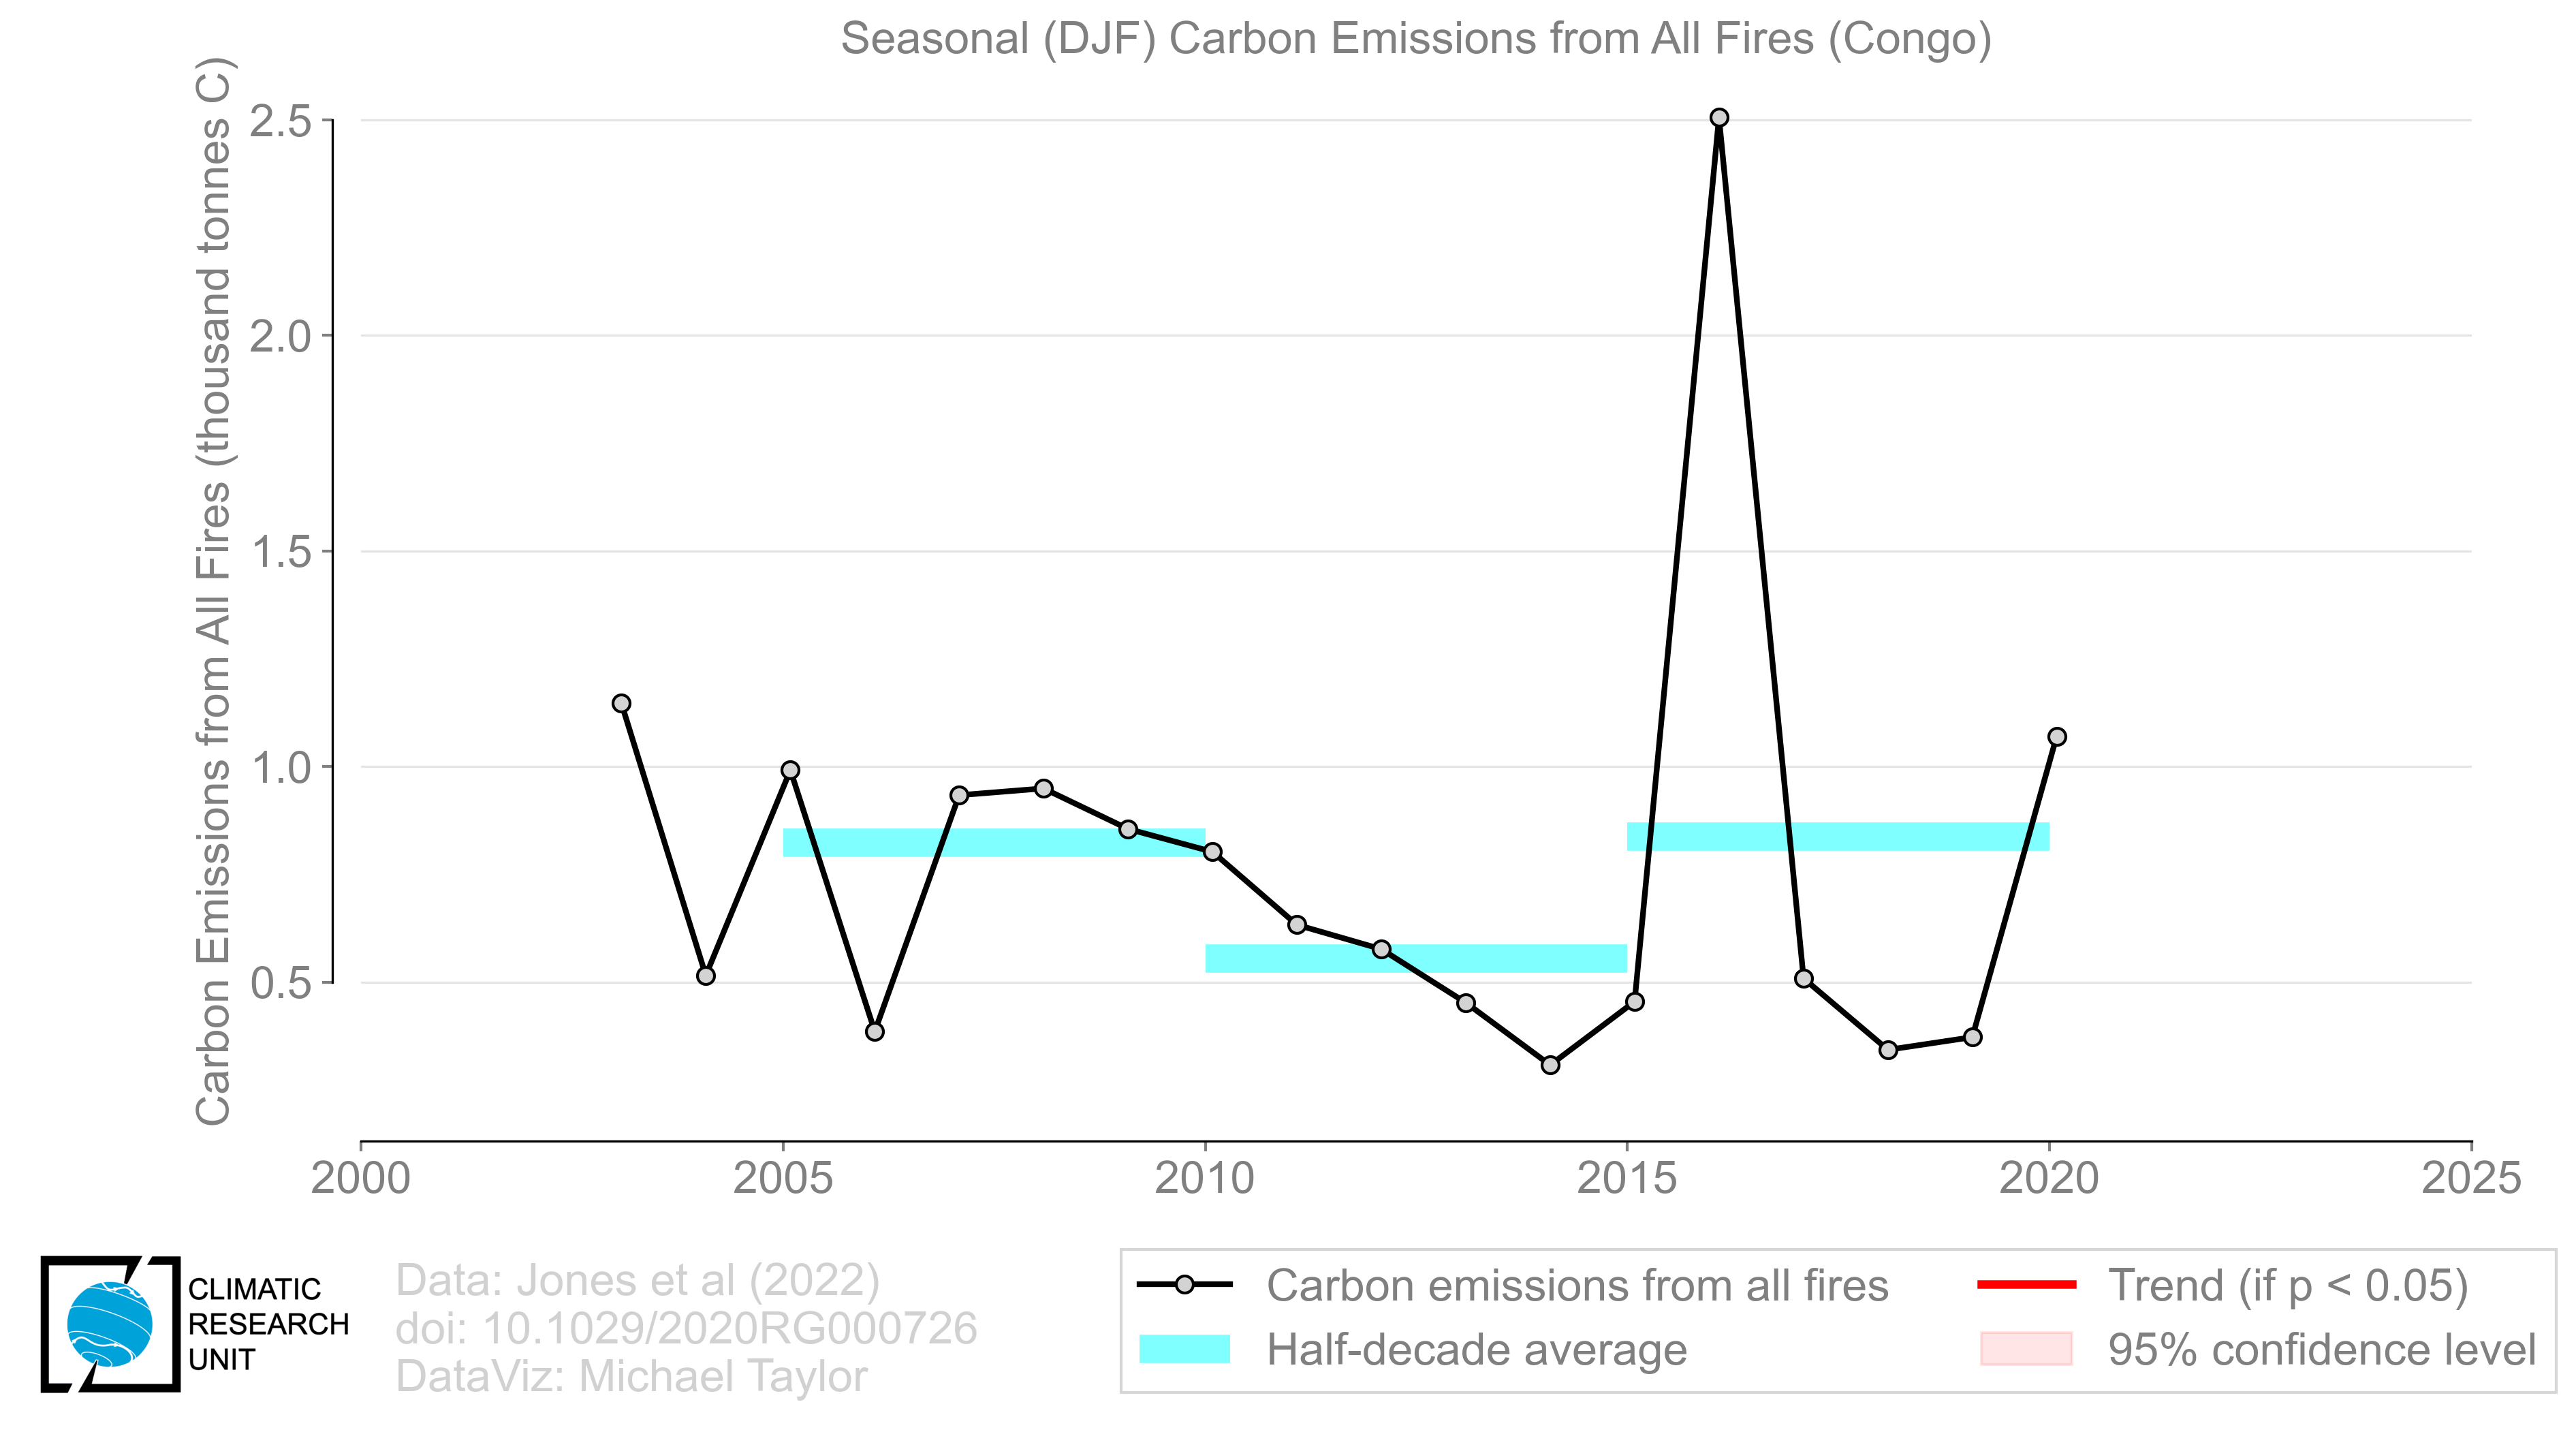 Seasonal (DJF) Carbon Emissions from All Fires (Congo)
Carbon Emissions from All Fires (thousand tonnes C)
2.5
2.0
1.5
1.0
0.5
2000 2005 2010 2015 2020 2025
CLIMATIC
RESEARCH
UNIT
Data: Jones et al (2022)
doi: 10.1029/2020RG000726
DataViz: Michael Taylor
Carbon emissions from all fires
Half-decade average
Trend (if p < 0.05)
95% confidence level